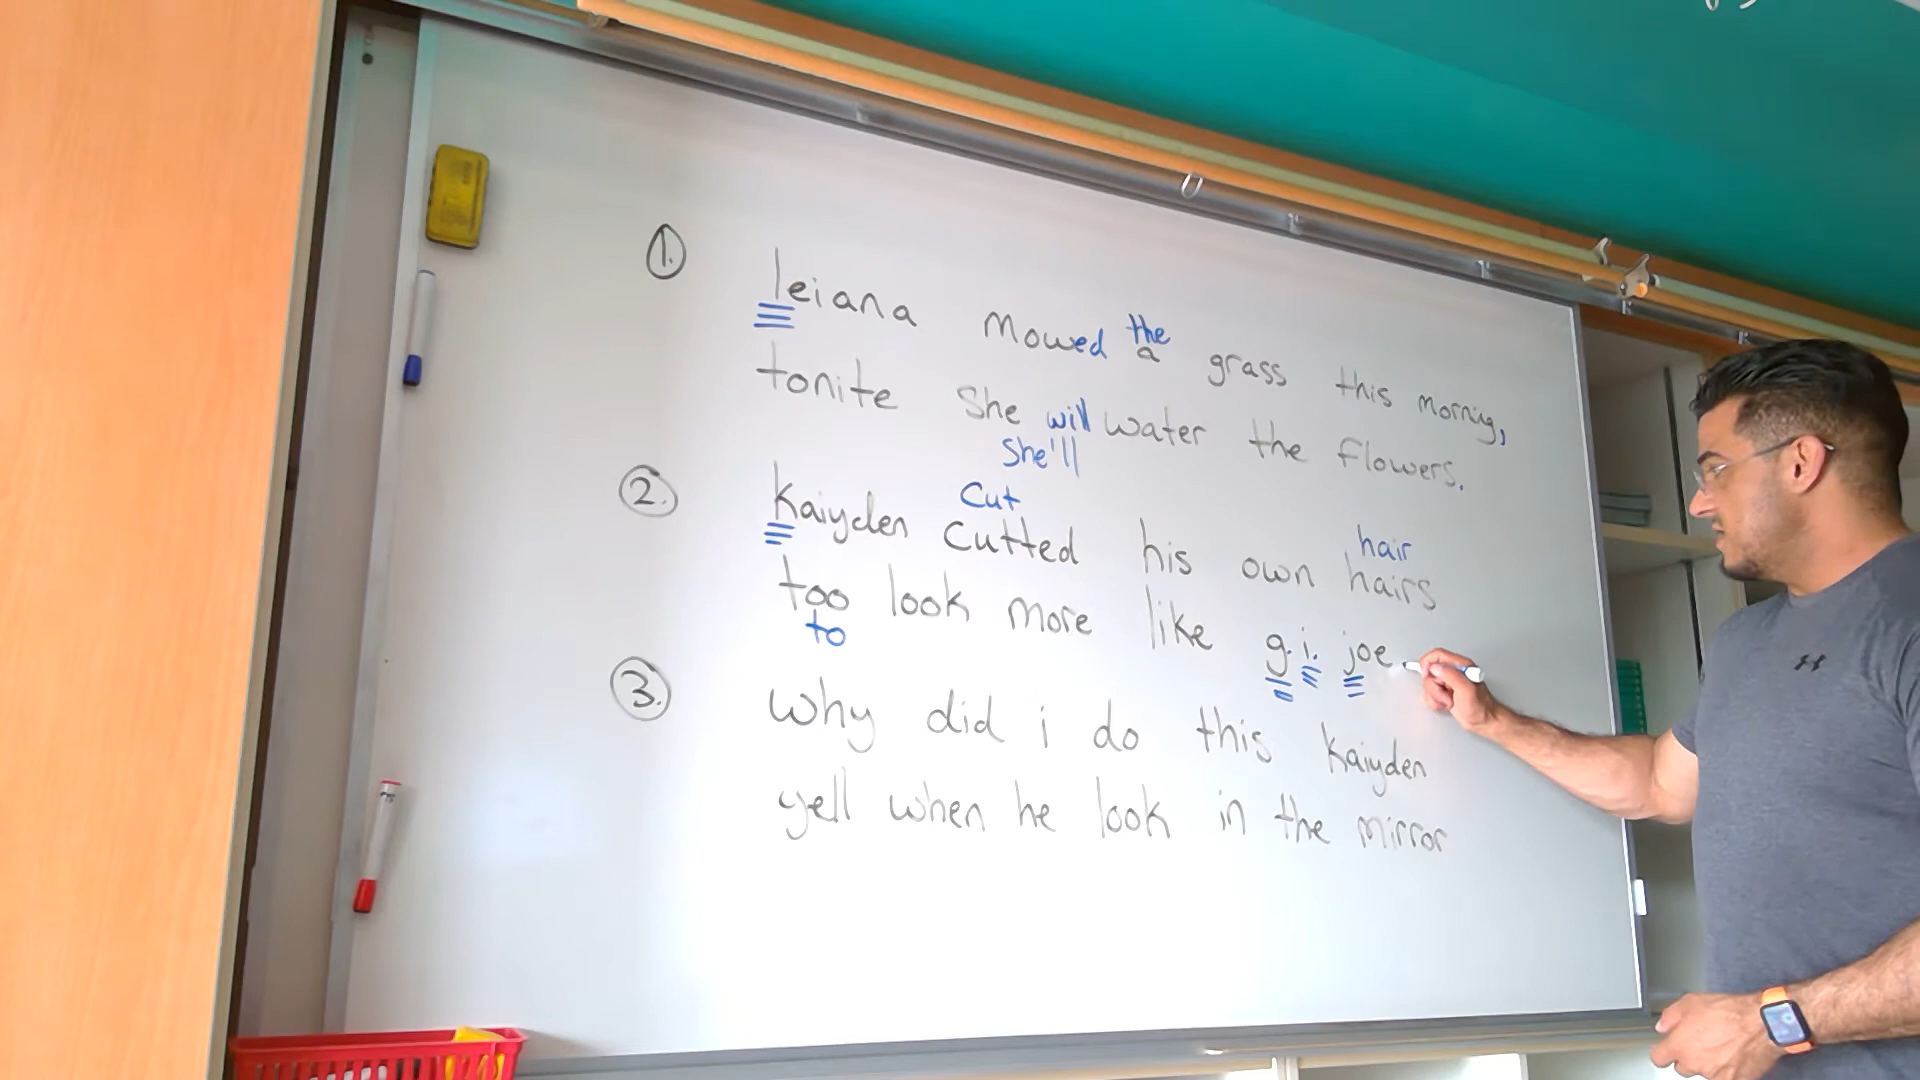 1.
the
leiana mowed a grass this morning,
tonite She will water the flowers.
She'll
2.
Cut
hair
kaiyden Cutted his own hairs
too look more like g.i. joe.
to
3.
why did i do this kaiyden
yell when he look in the mirror